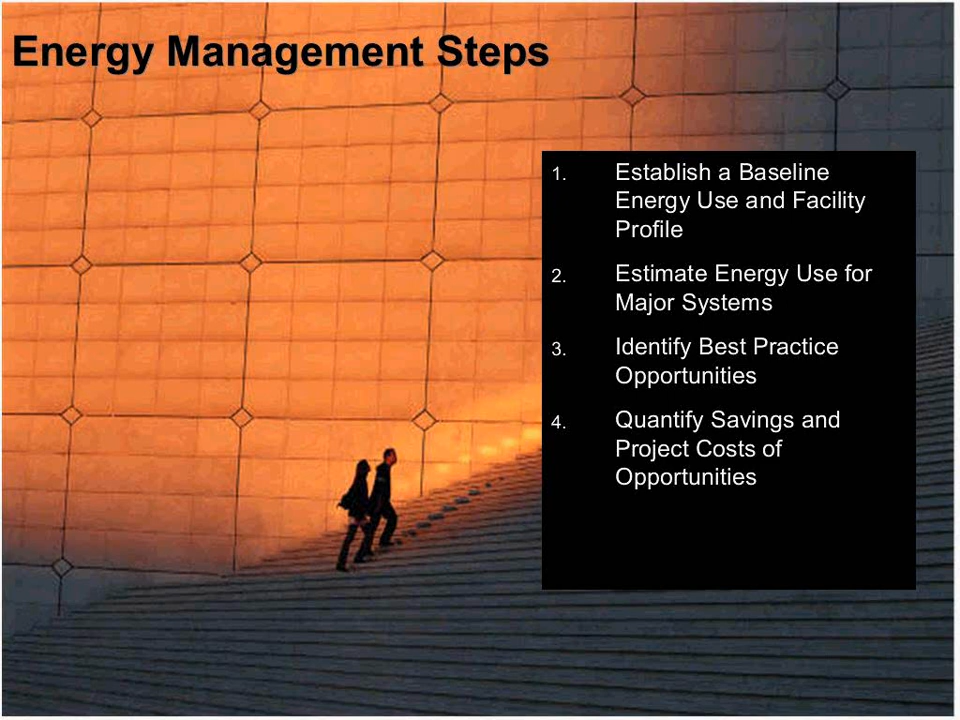 Energy Management Steps
1. Establish a Baseline
Energy Use and Facility
Profile
2. Estimate Energy Use for
Major Systems
3. Identify Best Practice
Opportunities
4. Quantify Savings and
Project Costs of
Opportunities